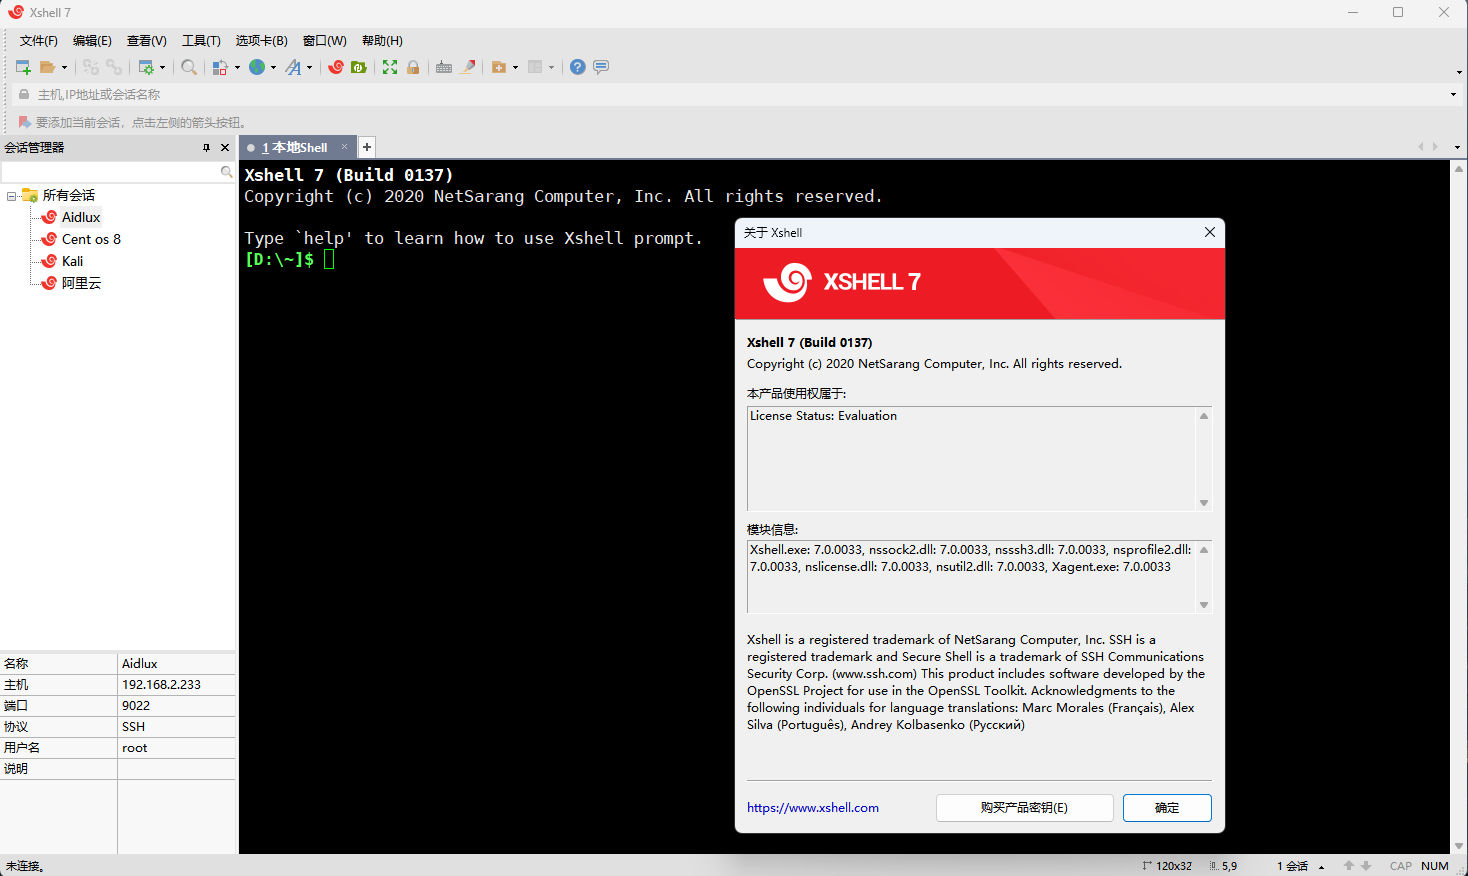 Xshell 7
文件(F) 编辑(E) 查看(V) 工具(T) 选项卡(B) 窗口(W) 帮助(H)
主机,IP地址或会话名称
要添加当前会话，点击左侧的箭头按钮。
会话管理器
1 本地Shell
所有会话
Aidlux
Cent os 8
Kali
阿里云
Xshell 7 (Build 0137)
Copyright (c) 2020 NetSarang Computer, Inc. All rights reserved.
Type `help' to learn how to use Xshell prompt.
[D:\~]$
关于 Xshell
XSHELL 7
Xshell 7 (Build 0137)
Copyright (c) 2020 NetSarang Computer, Inc. All rights reserved.
本产品使用权属于:
License Status: Evaluation
模块信息:
Xshell.exe: 7.0.0033, nssock2.dll: 7.0.0033, nsssh3.dll: 7.0.0033, nsprofile2.dll:
7.0.0033, nslicense.dll: 7.0.0033, nsutil2.dll: 7.0.0033, Xagent.exe: 7.0.0033
Xshell is a registered trademark of NetSarang Computer, Inc. SSH is a
registered trademark and Secure Shell is a trademark of SSH Communications
Security Corp. (www.ssh.com) This product includes software developed by the
OpenSSL Project for use in the OpenSSL Toolkit. Acknowledgments to the
following individuals for language translations: Marc Morales (Français), Alex
Silva (Português), Andrey Kolbasenko (Русский)
https://www.xshell.com
购买产品密钥(E)
确定
名称 Aidlux
主机 192.168.2.233
端口 9022
协议 SSH
用户名 root
说明
未连接。
120x32 5,9 1 会话 CAP NUM